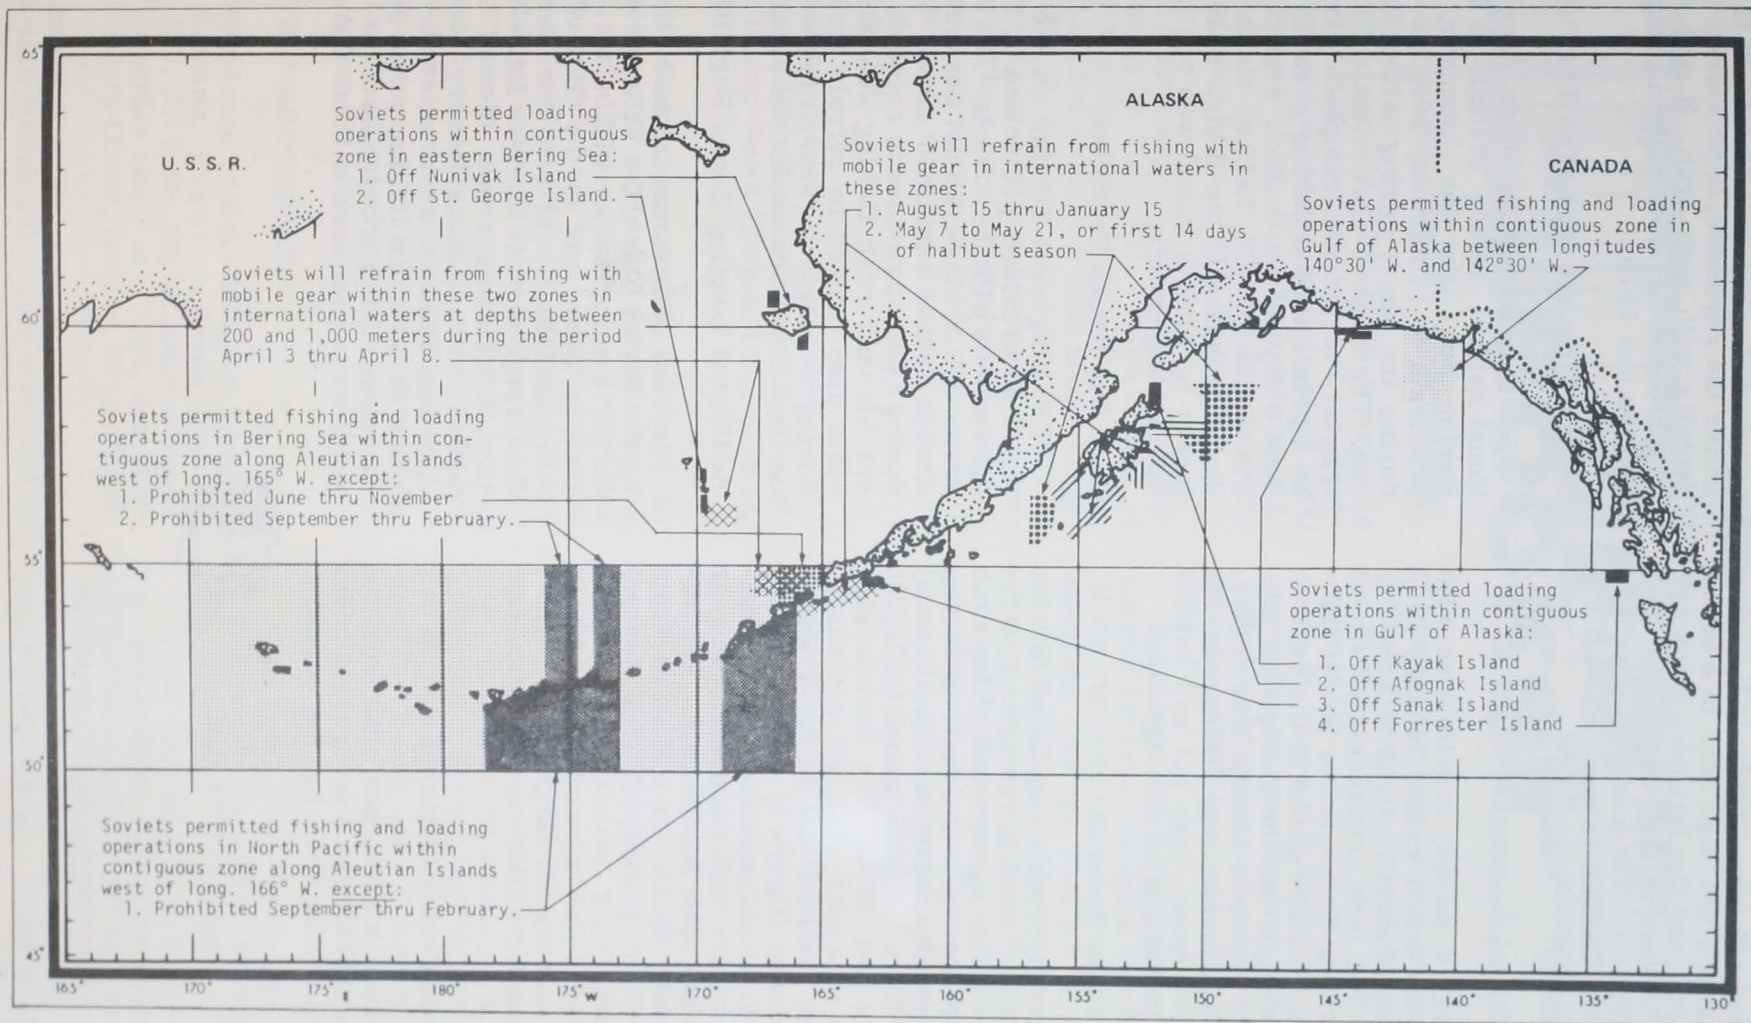 U.S.S.R.
ALASKA
CANADA
Soviets permitted loading
operations within contiguous
zone in eastern Bering Sea:
1. Off Nunivak Island
2. Off St. George Island.
Soviets will refrain from fishing with
mobile gear in international waters in
these zones:
1. August 15 thru January 15
2. May 7 to May 21, or first 14 days
of halibut season
Soviets permitted fishing and loading
operations within contiguous zone in
Gulf of Alaska between longitudes
140°30' W. and 142°30' W.
Soviets will refrain from fishing with
mobile gear within these two zones in
international waters at depths between
200 and 1,000 meters during the period
April 3 thru April 8.
Soviets permitted fishing and loading
operations in Bering Sea within con-
tiguous zone along Aleutian Islands
west of long. 165° W. except:
1. Prohibited June thru November
2. Prohibited September thru February.
Soviets permitted loading
operations within contiguous
zone in Gulf of Alaska:
1. Off Kayak Island
2. Off Afognak Island
3. Off Sanak Island
4. Off Forrester Island
Soviets permitted fishing and loading
operations in North Pacific within
contiguous zone along Aleutian Islands
west of long. 166° W. except:
1. Prohibited September thru February.
65°
60°
55°
50°
45°
165° 170° 175° E 180° 175° W 170° 165° 160° 155° 150° 145° 140° 135° 130°